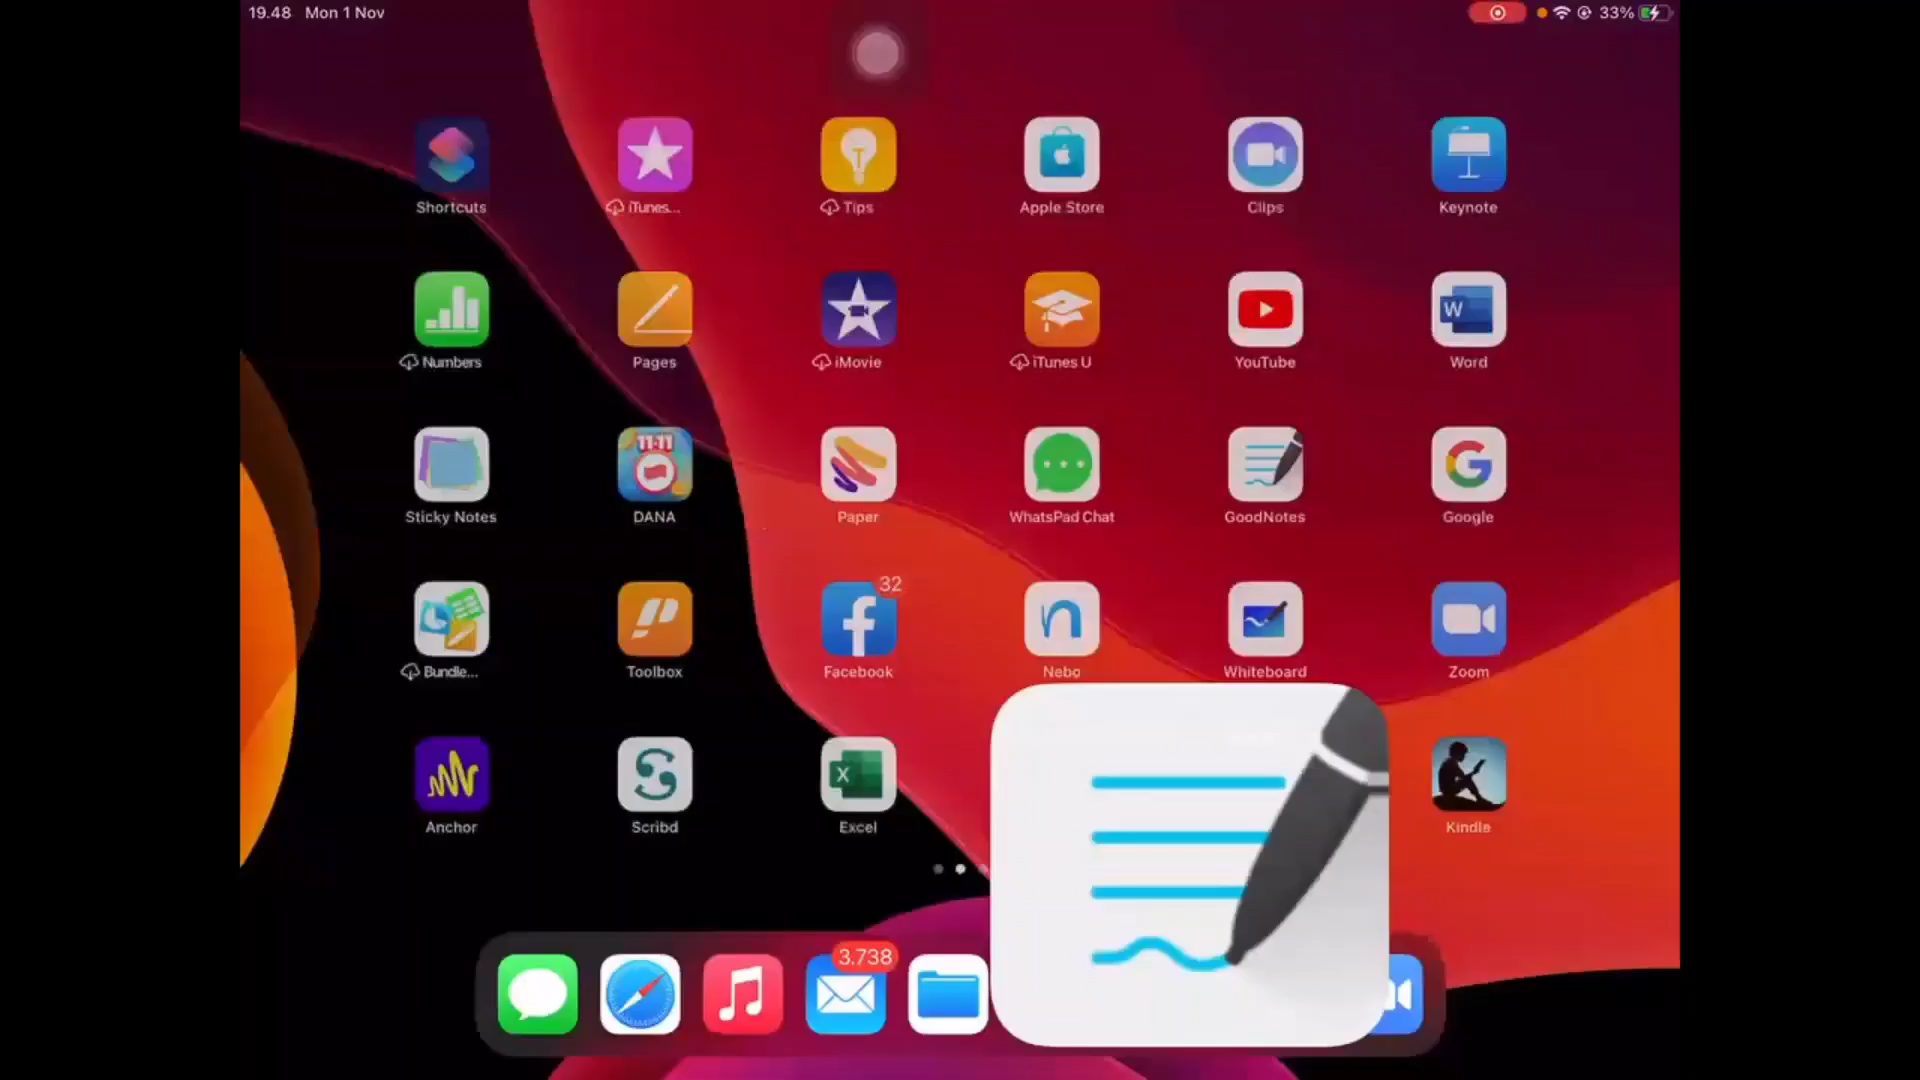 19.48 Mon 1 Nov
33%
Shortcuts
iTunes...
Tips
Apple Store
Clips
Keynote
Numbers
Pages
iMovie
iTunes U
YouTube
W
Word
11.11
Sticky Notes
DANA
Paper
WhatsPad Chat
GoodNotes
G
Google
32
f
n
Bundle...
Toolbox
Facebook
Nebo
Whiteboard
Zoom
S
X
Anchor
Scribd
Excel
Kindle
3.738